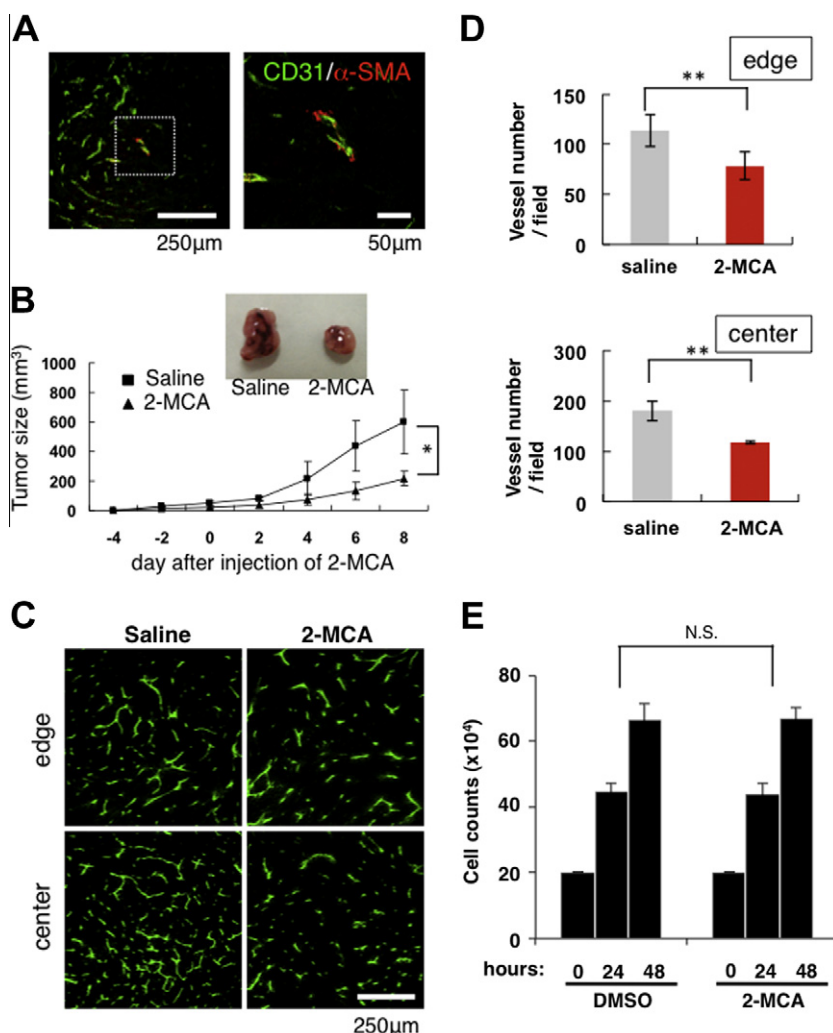 A
CD31/α-SMA
250μm
50μm
B
Tumor size (mm³)
1000
800
600
400
200
0
Saline
2-MCA
Saline 2-MCA
*
-4 -2 0 2 4 6 8
day after injection of 2-MCA
C
Saline 2-MCA
edge
center
250μm
D
edge
**
Vessel number
/ field
150
100
50
0
saline 2-MCA
center
**
Vessel number
/ field
300
200
100
0
saline 2-MCA
E
N.S.
Cell counts (x10⁴)
80
60
40
20
0
hours: 0 24 48 0 24 48
DMSO 2-MCA